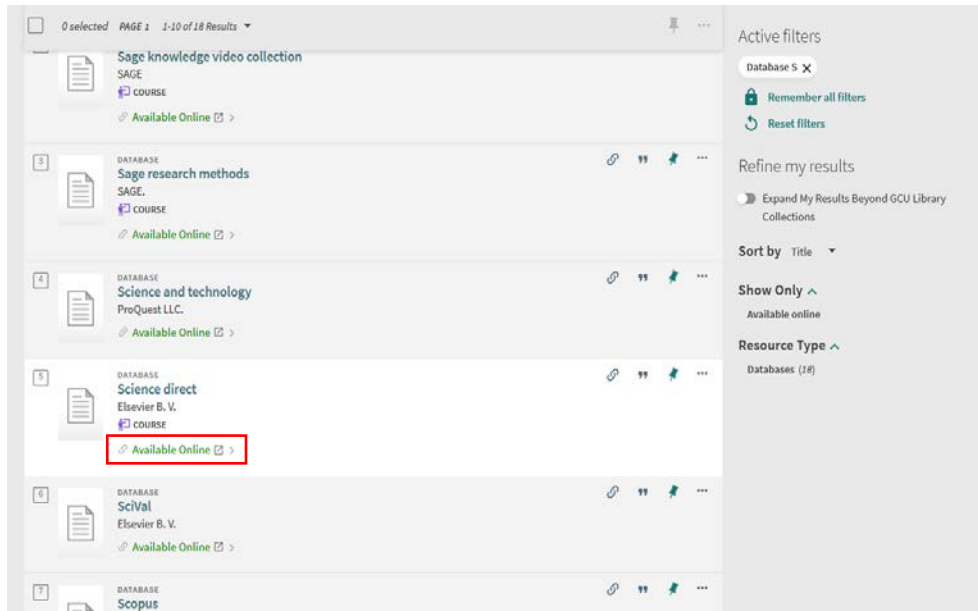 0 selected PAGE 1 1-10 of 18 Results
Sage knowledge video collection
SAGE
COURSE
Available Online
3
DATABASE
Sage research methods
SAGE.
COURSE
Available Online
4
DATABASE
Science and technology
ProQuest LLC.
Available Online
5
DATABASE
Science direct
Elsevier B. V.
COURSE
Available Online
6
DATABASE
SciVal
Elsevier B. V.
Available Online
7
DATABASE
Scopus
Active filters
Database S X
Remember all filters
Reset filters
Refine my results
Expand My Results Beyond GCU Library
Collections
Sort by Title
Show Only
Available online
Resource Type
Databases (18)